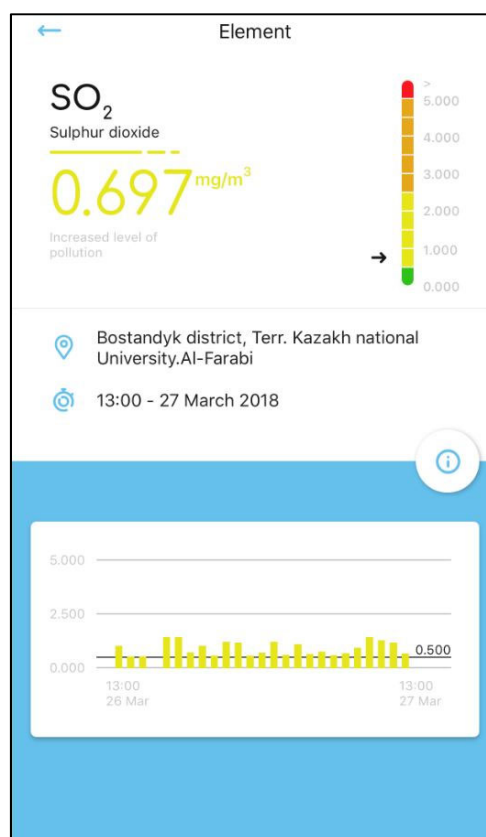 Element
SO2
Sulphur dioxide
0.697 mg/m3
Increased level of
pollution
>
5.000
4.000
3.000
2.000
1.000
0.000
Bostandyk district, Terr. Kazakh national
University.Al-Farabi
13:00 - 27 March 2018
5.000
2.500
0.500
0.000
13:00
26 Mar
13:00
27 Mar